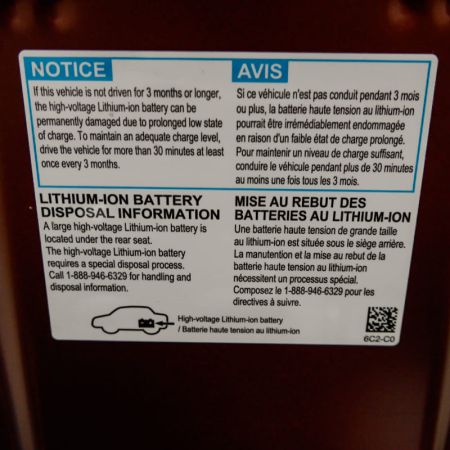 NOTICE
If this vehicle is not driven for 3 months or longer,
the high-voltage Lithium-ion battery can be
permanently damaged due to prolonged low state
of charge. To maintain an adequate charge level,
drive the vehicle for more than 30 minutes at least
once every 3 months.
AVIS
Si ce véhicule n'est pas conduit pendant 3 mois
ou plus, la batterie haute tension au lithium-ion
pourrait être irrémédiablement endommagée
en raison d'un faible état de charge prolongé.
Pour maintenir un niveau de charge suffisant,
conduire le véhicule pendant plus de 30 minutes
au moins une fois tous les 3 mois.
LITHIUM-ION BATTERY
DISPOSAL INFORMATION
A large high-voltage Lithium-ion battery is
located under the rear seat.
The high-voltage Lithium-ion battery
requires a special disposal process.
Call 1-888-946-6329 for handling and
disposal information.
MISE AU REBUT DES
BATTERIES AU LITHIUM-ION
Une batterie haute tension de grande taille
au lithium-ion est située sous le siège arrière.
La manutention et la mise au rebut de la
batterie haute tension au lithium-ion
nécessitent un processus spécial.
Composez le 1-888-946-6329 pour les
directives à suivre.
High-voltage Lithium-ion battery
/ Batterie haute tension au lithium-ion
6C2-C0